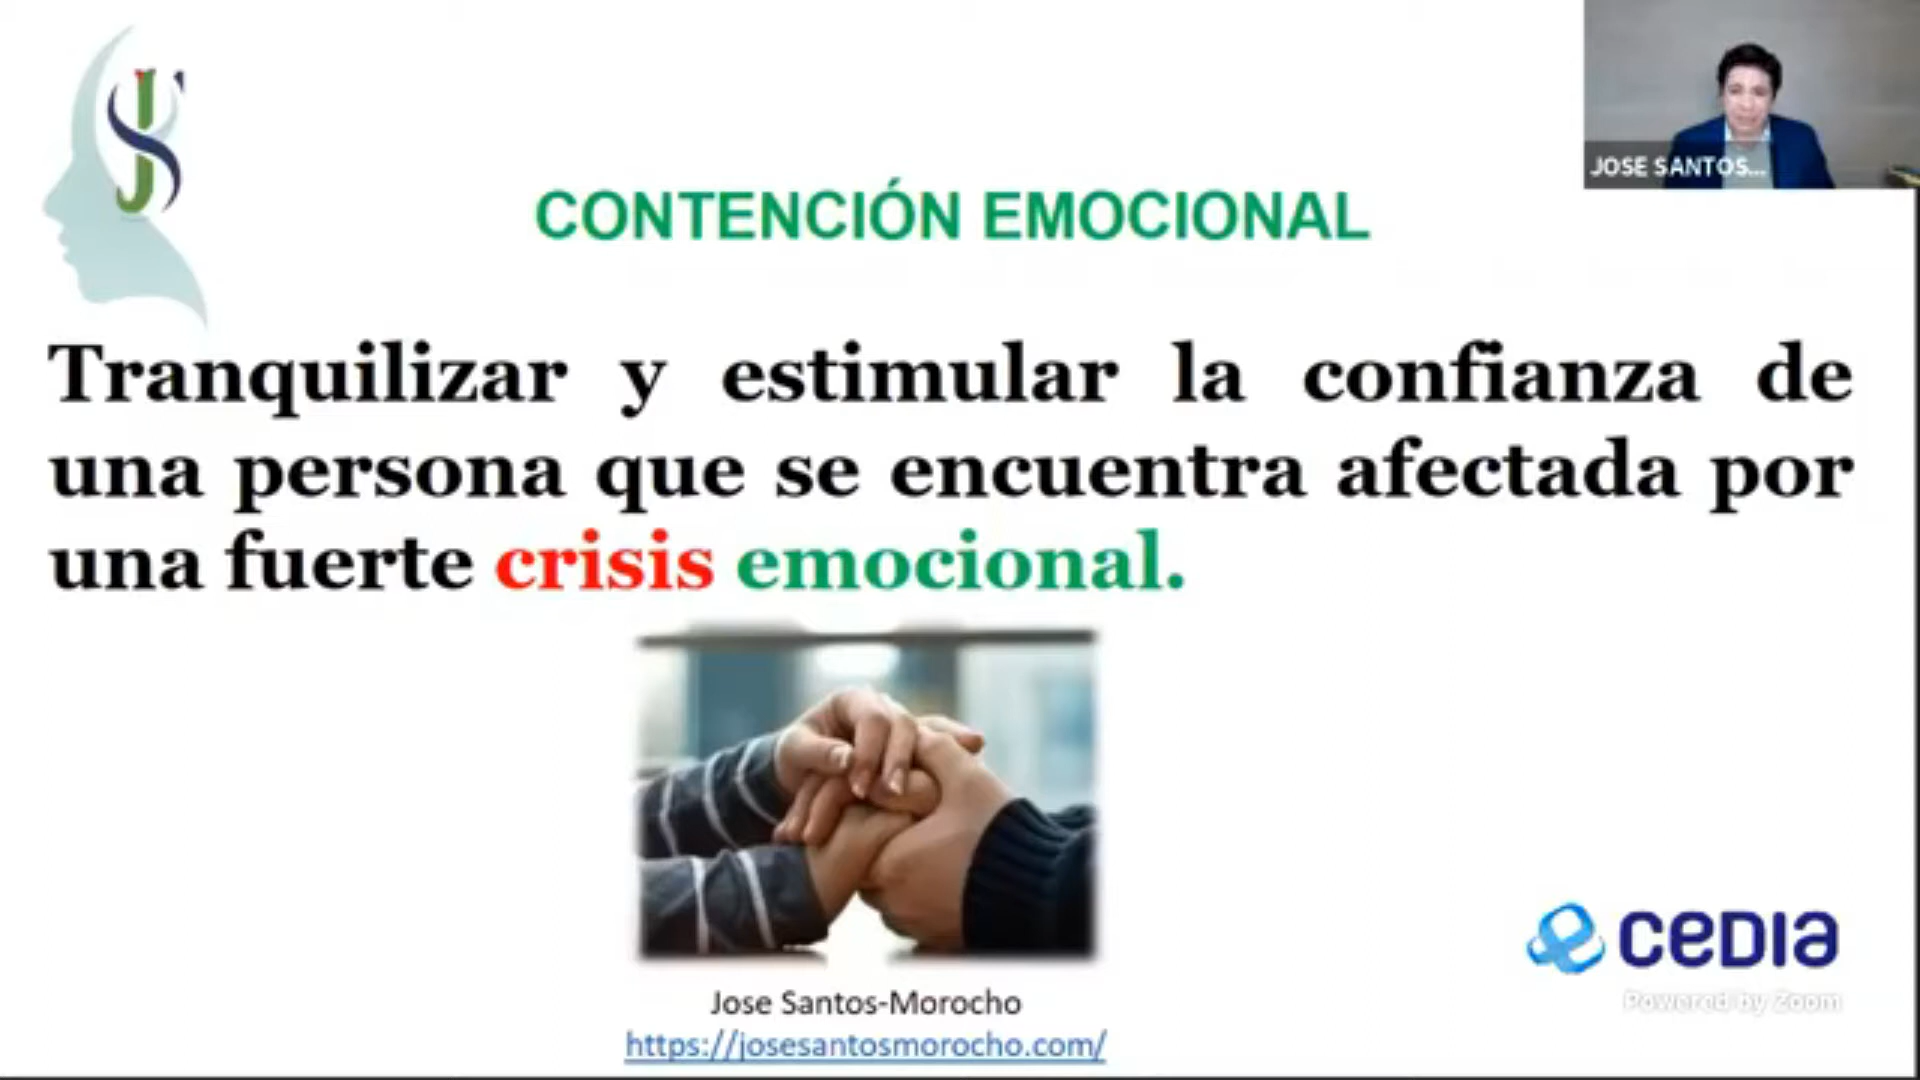 JS
JOSE SANTOS...
CONTENCIÓN EMOCIONAL
Tranquilizar y estimular la confianza de
una persona que se encuentra afectada por
una fuerte crisis emocional.
CEDIA
Powered by Zoom
Jose Santos-Morocho
https://josesantosmorocho.com/